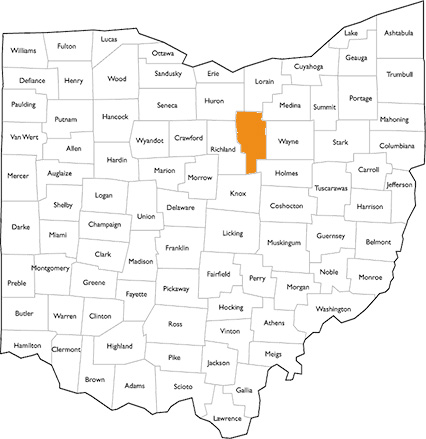 Williams
Fulton
Lucas
Ottawa
Lake
Ashtabula
Geauga
Cuyahoga
Defiance
Henry
Wood
Sandusky
Erie
Lorain
Trumbull
Paulding
Putnam
Hancock
Seneca
Huron
Medina
Summit
Portage
Mahoning
Van Wert
Allen
Wyandot
Crawford
Richland
Wayne
Stark
Columbiana
Mercer
Auglaize
Hardin
Marion
Morrow
Knox
Holmes
Tuscarawas
Carroll
Jefferson
Shelby
Logan
Union
Delaware
Coshocton
Harrison
Darke
Miami
Champaign
Licking
Muskingum
Guernsey
Belmont
Clark
Madison
Franklin
Preble
Montgomery
Greene
Fayette
Pickaway
Fairfield
Perry
Morgan
Noble
Monroe
Butler
Warren
Clinton
Ross
Hocking
Vinton
Athens
Washington
Hamilton
Clermont
Highland
Pike
Jackson
Meigs
Brown
Adams
Scioto
Gallia
Lawrence